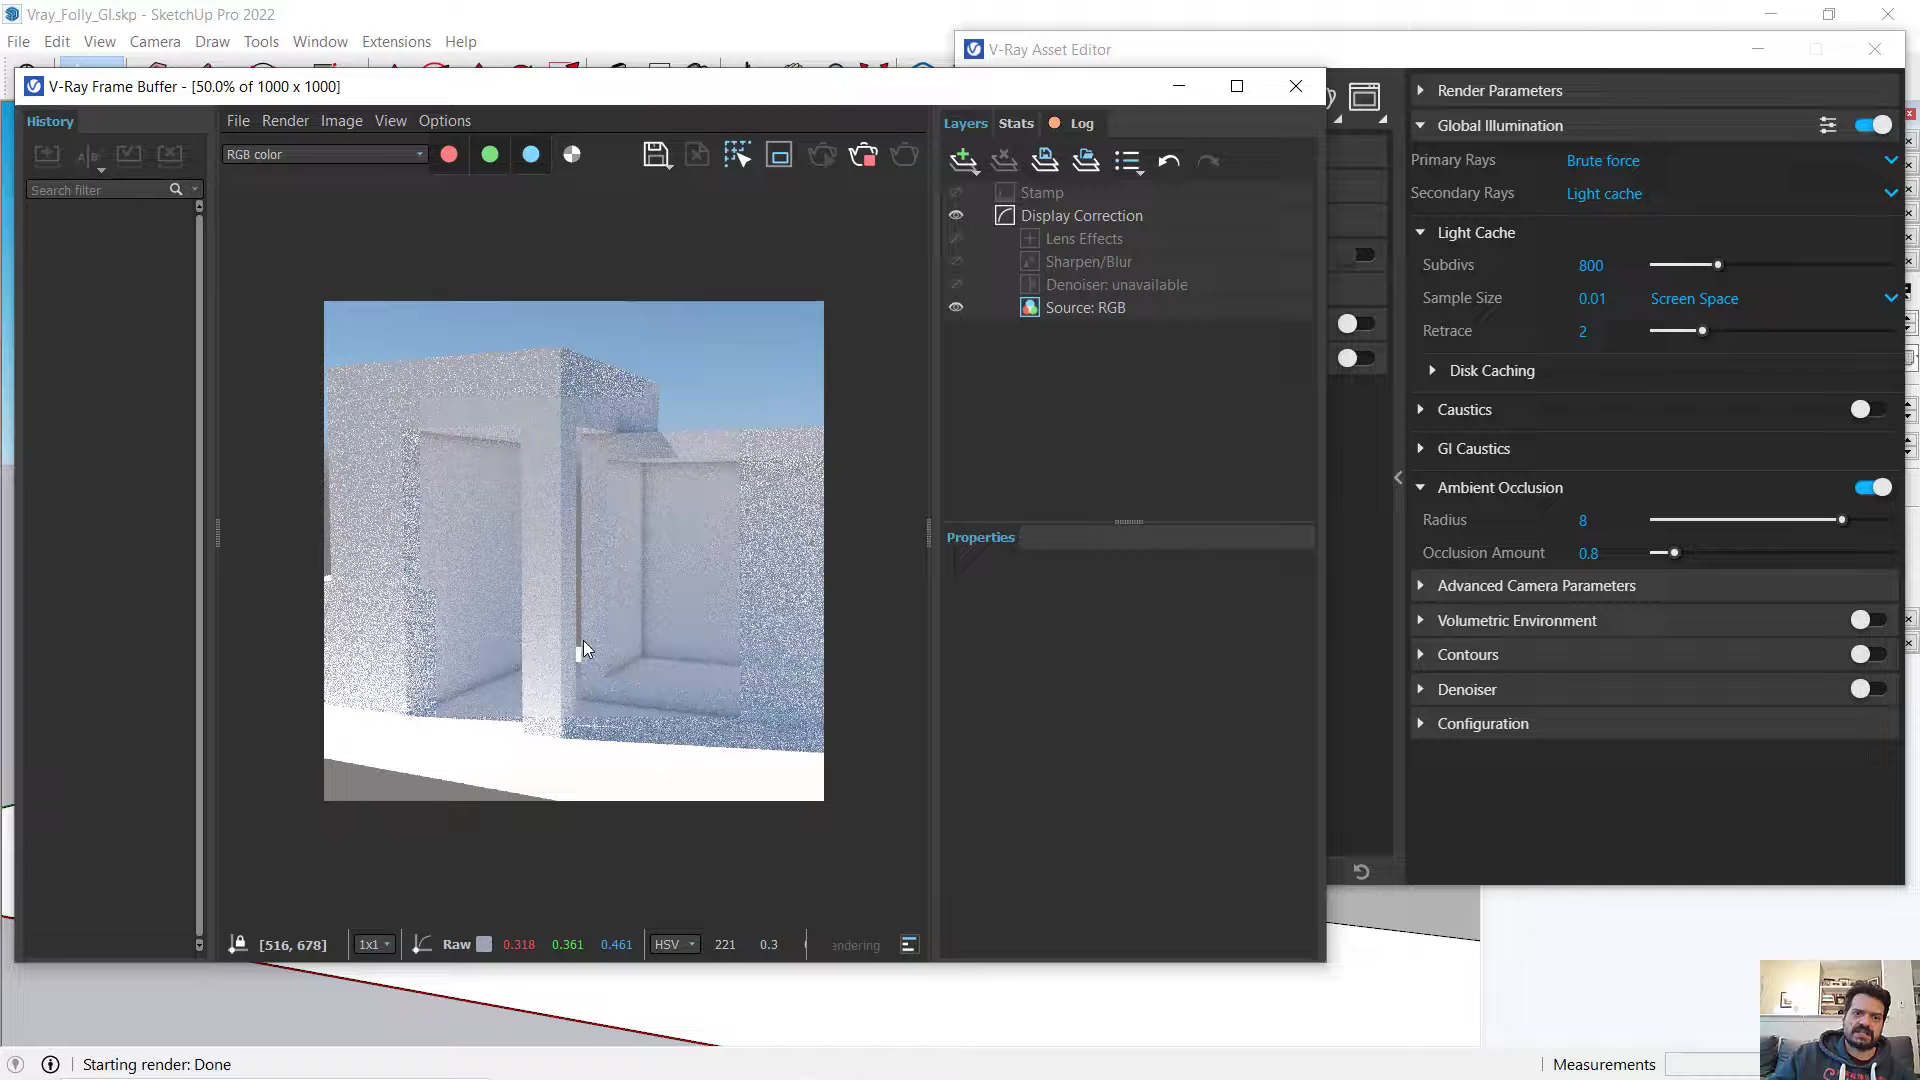 Vray_Folly_GI.skp - SketchUp Pro 2022
File Edit View Camera Draw Tools Window Extensions Help
V-Ray Asset Editor
V-Ray Frame Buffer - [50.0% of 1000 x 1000]
History
File Render Image View Options
RGB color
Search filter
Layers Stats Log
Stamp
Display Correction
Lens Effects
Sharpen/Blur
Denoiser: unavailable
Source: RGB
Properties
[516, 678] 1x1 Raw 0.318 0.361 0.461 HSV 221 0.3 endering
Render Parameters
Global Illumination
Primary Rays Brute force
Secondary Rays Light cache
Light Cache
Subdivs 800
Sample Size 0.01 Screen Space
Retrace 2
Disk Caching
Caustics
GI Caustics
Ambient Occlusion
Radius 8
Occlusion Amount 0.8
Advanced Camera Parameters
Volumetric Environment
Contours
Denoiser
Configuration
Starting render: Done
Measurements